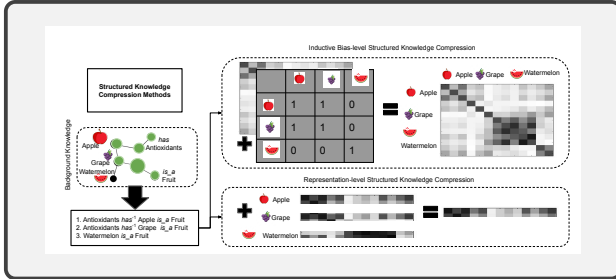 Inductive Bias-level Structured Knowledge Compression
Structured Knowledge
Compression Methods
Background Knowledge
Apple
has
Antioxidants
Grape
Watermelon
is_a
Fruit
1 1 0
1 1 0
0 0 1
Apple Grape Watermelon
Apple
Grape
Watermelon
Representation-level Structured Knowledge Compression
1. Antioxidants has⁻¹ Apple is_a Fruit
2. Antioxidants has⁻¹ Grape is_a Fruit
3. Watermelon is_a Fruit
Apple
Grape
Watermelon